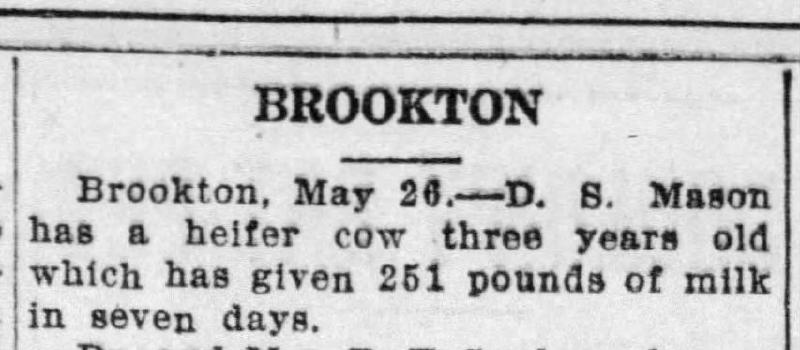 BROOKTON
Brookton, May 26.—D. S. Mason
has a heifer cow three years old
which has given 251 pounds of milk
in seven days.